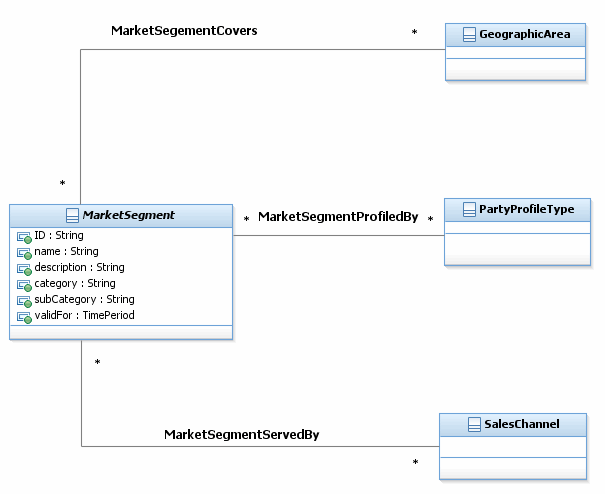 MarketSegementCovers
*
GeographicArea
*
MarketSegment
ID : String
name : String
description : String
category : String
subCategory : String
validFor : TimePeriod
*
MarketSegmentProfiledBy
*
PartyProfileType
*
MarketSegmentServedBy
*
SalesChannel